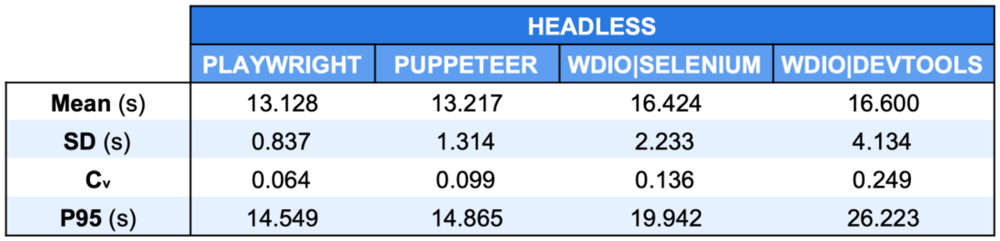 HEADLESS
PLAYWRIGHT PUPPETEER WDIO|SELENIUM WDIO|DEVTOOLS
Mean (s) 13.128 13.217 16.424 16.600
SD (s) 0.837 1.314 2.233 4.134
Cv 0.064 0.099 0.136 0.249
P95 (s) 14.549 14.865 19.942 26.223